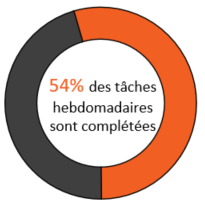 54% des tâches
hebdomadaires
sont complétées